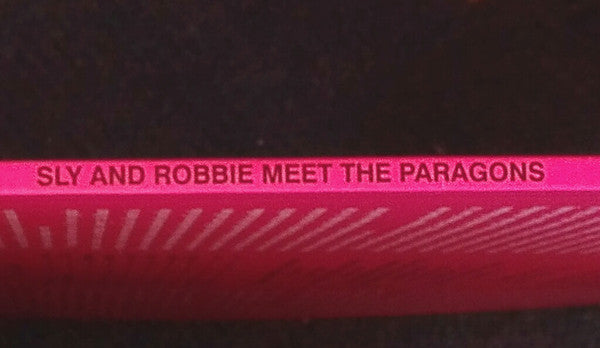 SLY AND ROBBIE MEET THE PARAGONS